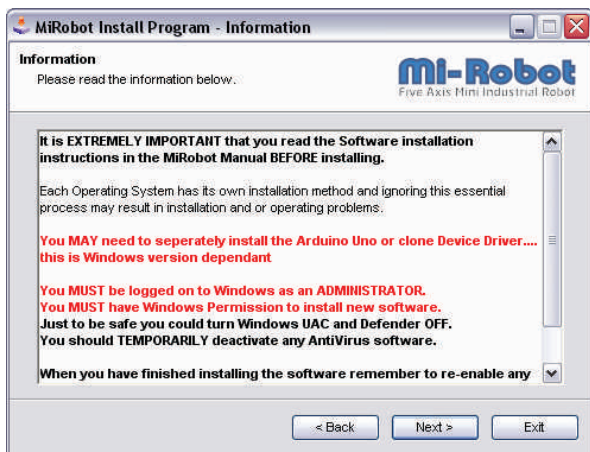 MiRobot Install Program - Information
Information
Please read the information below.
Mi-Robot
Five Axis Mini Industrial Robot
It is EXTREMELY IMPORTANT that you read the Software installation
instructions in the MiRobot Manual BEFORE installing.
Each Operating System has its own installation method and ignoring this essential
process may result in installation and or operating problems.
You MAY need to seperately install the Arduino Uno or clone Device Driver....
this is Windows version dependant
You MUST be logged on to Windows as an ADMINISTRATOR.
You MUST have Windows Permission to install new software.
Just to be safe you could turn Windows UAC and Defender OFF.
You should TEMPORARILY deactivate any AntiVirus software.
When you have finished installing the software remember to re-enable any
< Back
Next >
Exit